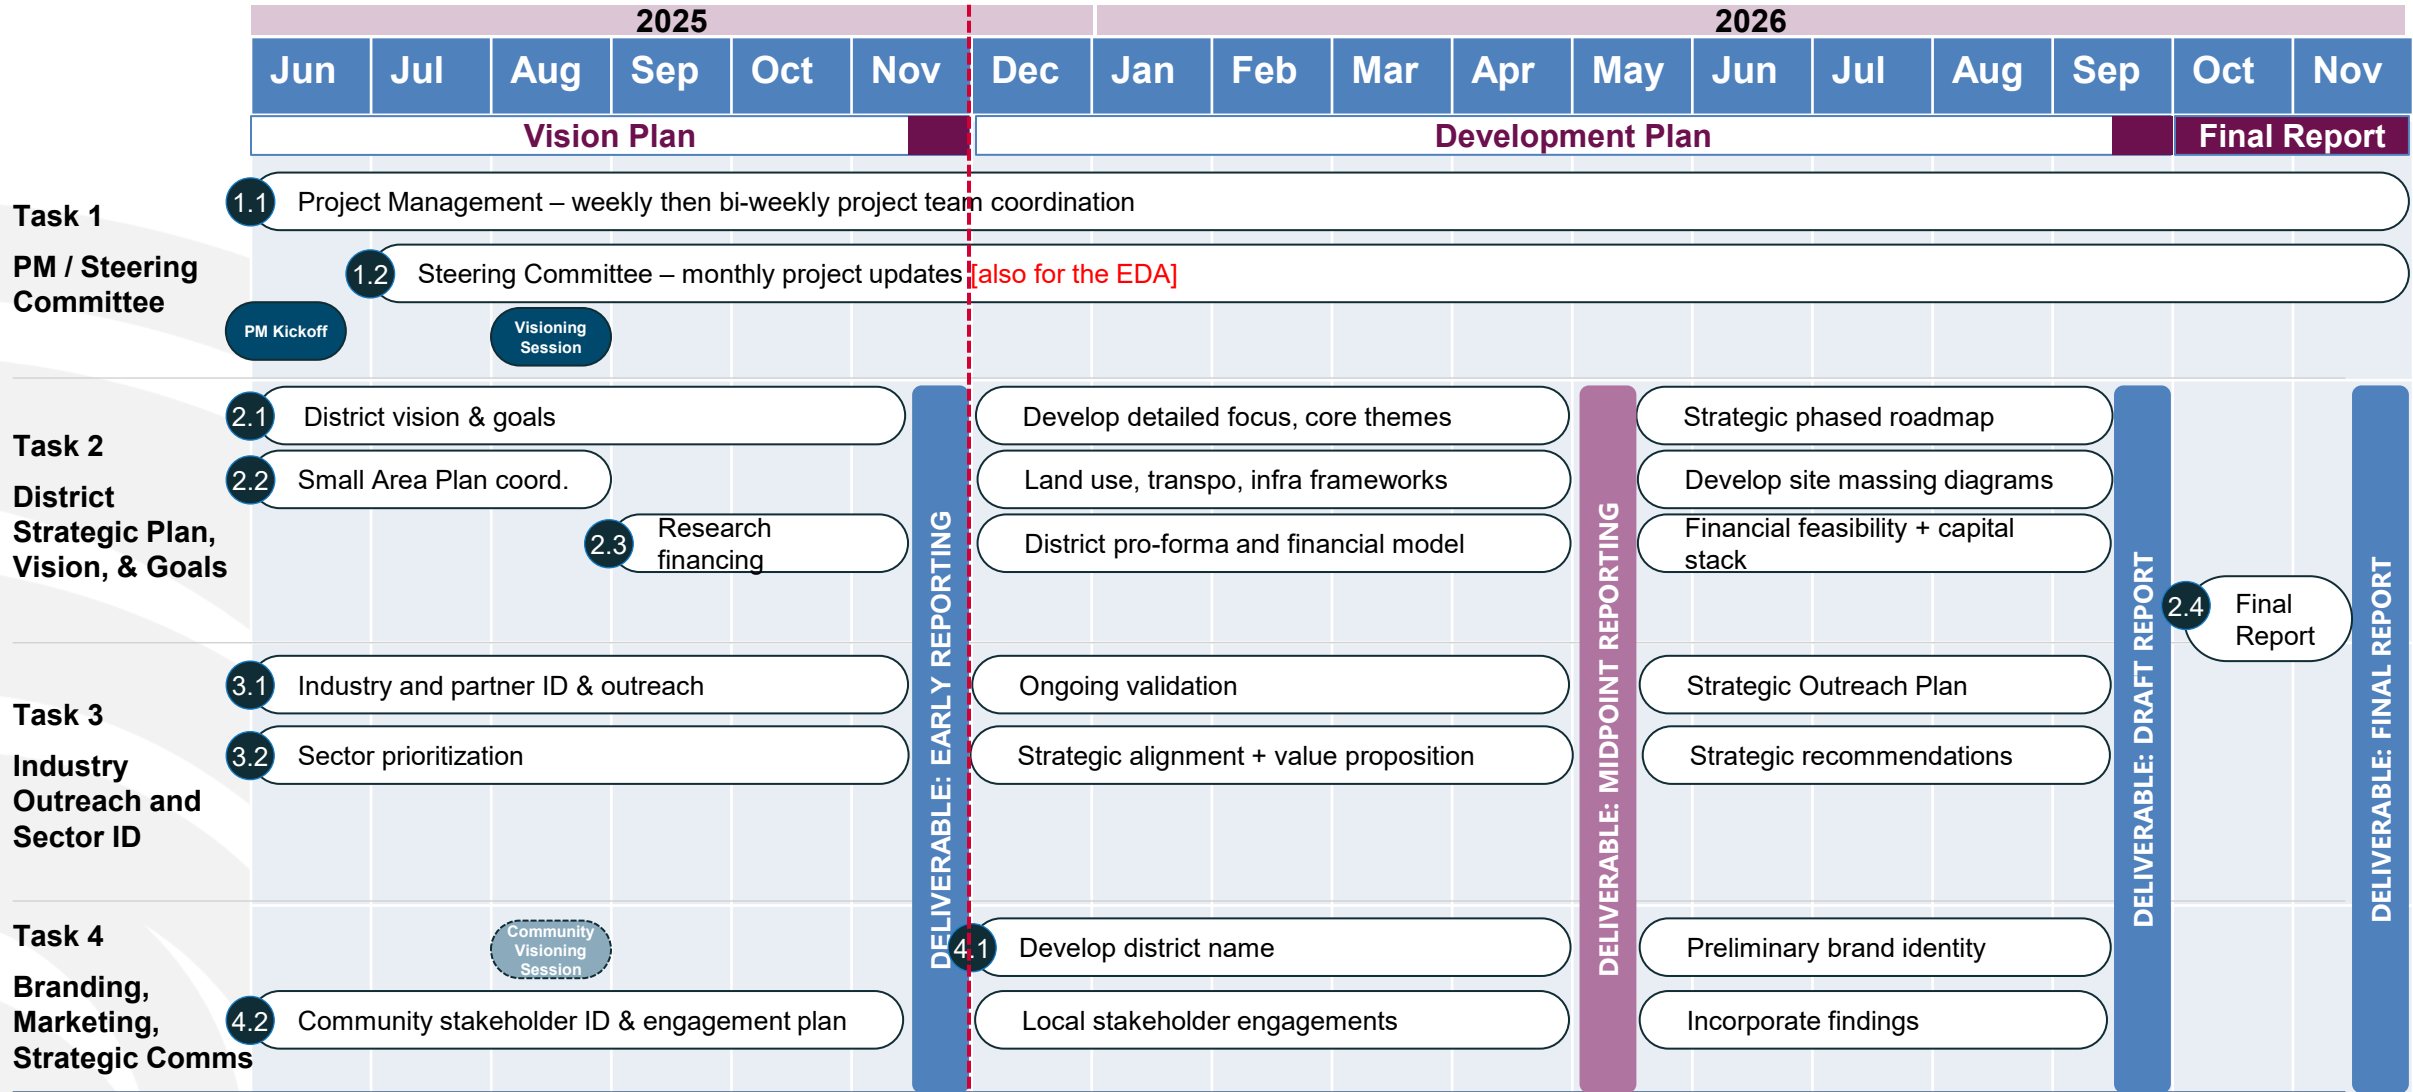 2025
2026
Jun Jul Aug Sep Oct Nov Dec Jan Feb Mar Apr May Jun Jul Aug Sep Oct Nov
Vision Plan
Development Plan
Final Report
Task 1
PM / Steering
Committee
1.1 Project Management – weekly then bi-weekly project team coordination
1.2 Steering Committee – monthly project updates [also for the EDA]
PM Kickoff
Visioning
Session
Task 2
District
Strategic Plan,
Vision, & Goals
2.1 District vision & goals
Develop detailed focus, core themes
Strategic phased roadmap
2.2 Small Area Plan coord.
Land use, transpo, infra frameworks
Develop site massing diagrams
2.3 Research
financing
District pro-forma and financial model
Financial feasibility + capital
stack
2.4 Final
Report
Task 3
Industry
Outreach and
Sector ID
3.1 Industry and partner ID & outreach
Ongoing validation
Strategic Outreach Plan
3.2 Sector prioritization
Strategic alignment + value proposition
Strategic recommendations
Task 4
Branding,
Marketing,
Strategic Comms
Community
Visioning
Session
4.1 Develop district name
Preliminary brand identity
4.2 Community stakeholder ID & engagement plan
Local stakeholder engagements
Incorporate findings
DELIVERABLE: EARLY REPORTING
DELIVERABLE: MIDPOINT REPORTING
DELIVERABLE: DRAFT REPORT
DELIVERABLE: FINAL REPORT